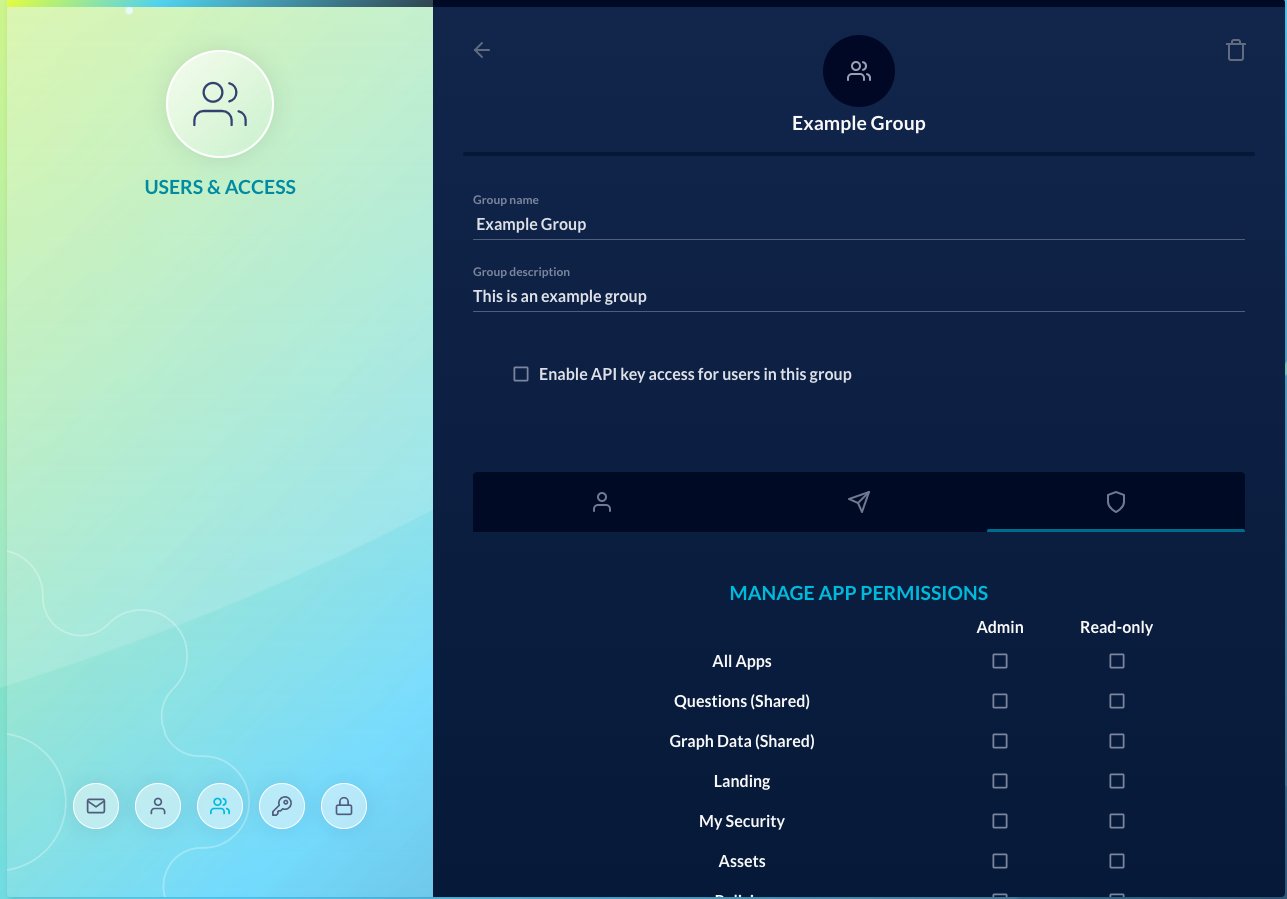 USERS & ACCESS
Example Group
Group name
Example Group
Group description
This is an example group
Enable API key access for users in this group
MANAGE APP PERMISSIONS
Admin Read-only
All Apps
Questions (Shared)
Graph Data (Shared)
Landing
My Security
Assets